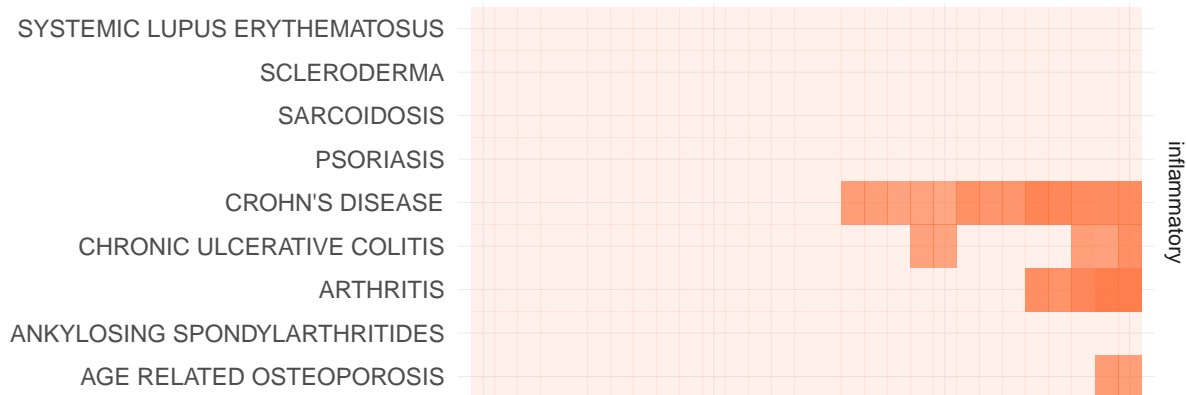 SYSTEMIC LUPUS ERYTHEMATOSUS
SCLERODERMA
SARCOIDOSIS
PSORIASIS
CROHN'S DISEASE
CHRONIC ULCERATIVE COLITIS
ARTHRITIS
ANKYLOSING SPONDYLARTHRITIDES
AGE RELATED OSTEOPOROSIS
inflammatory